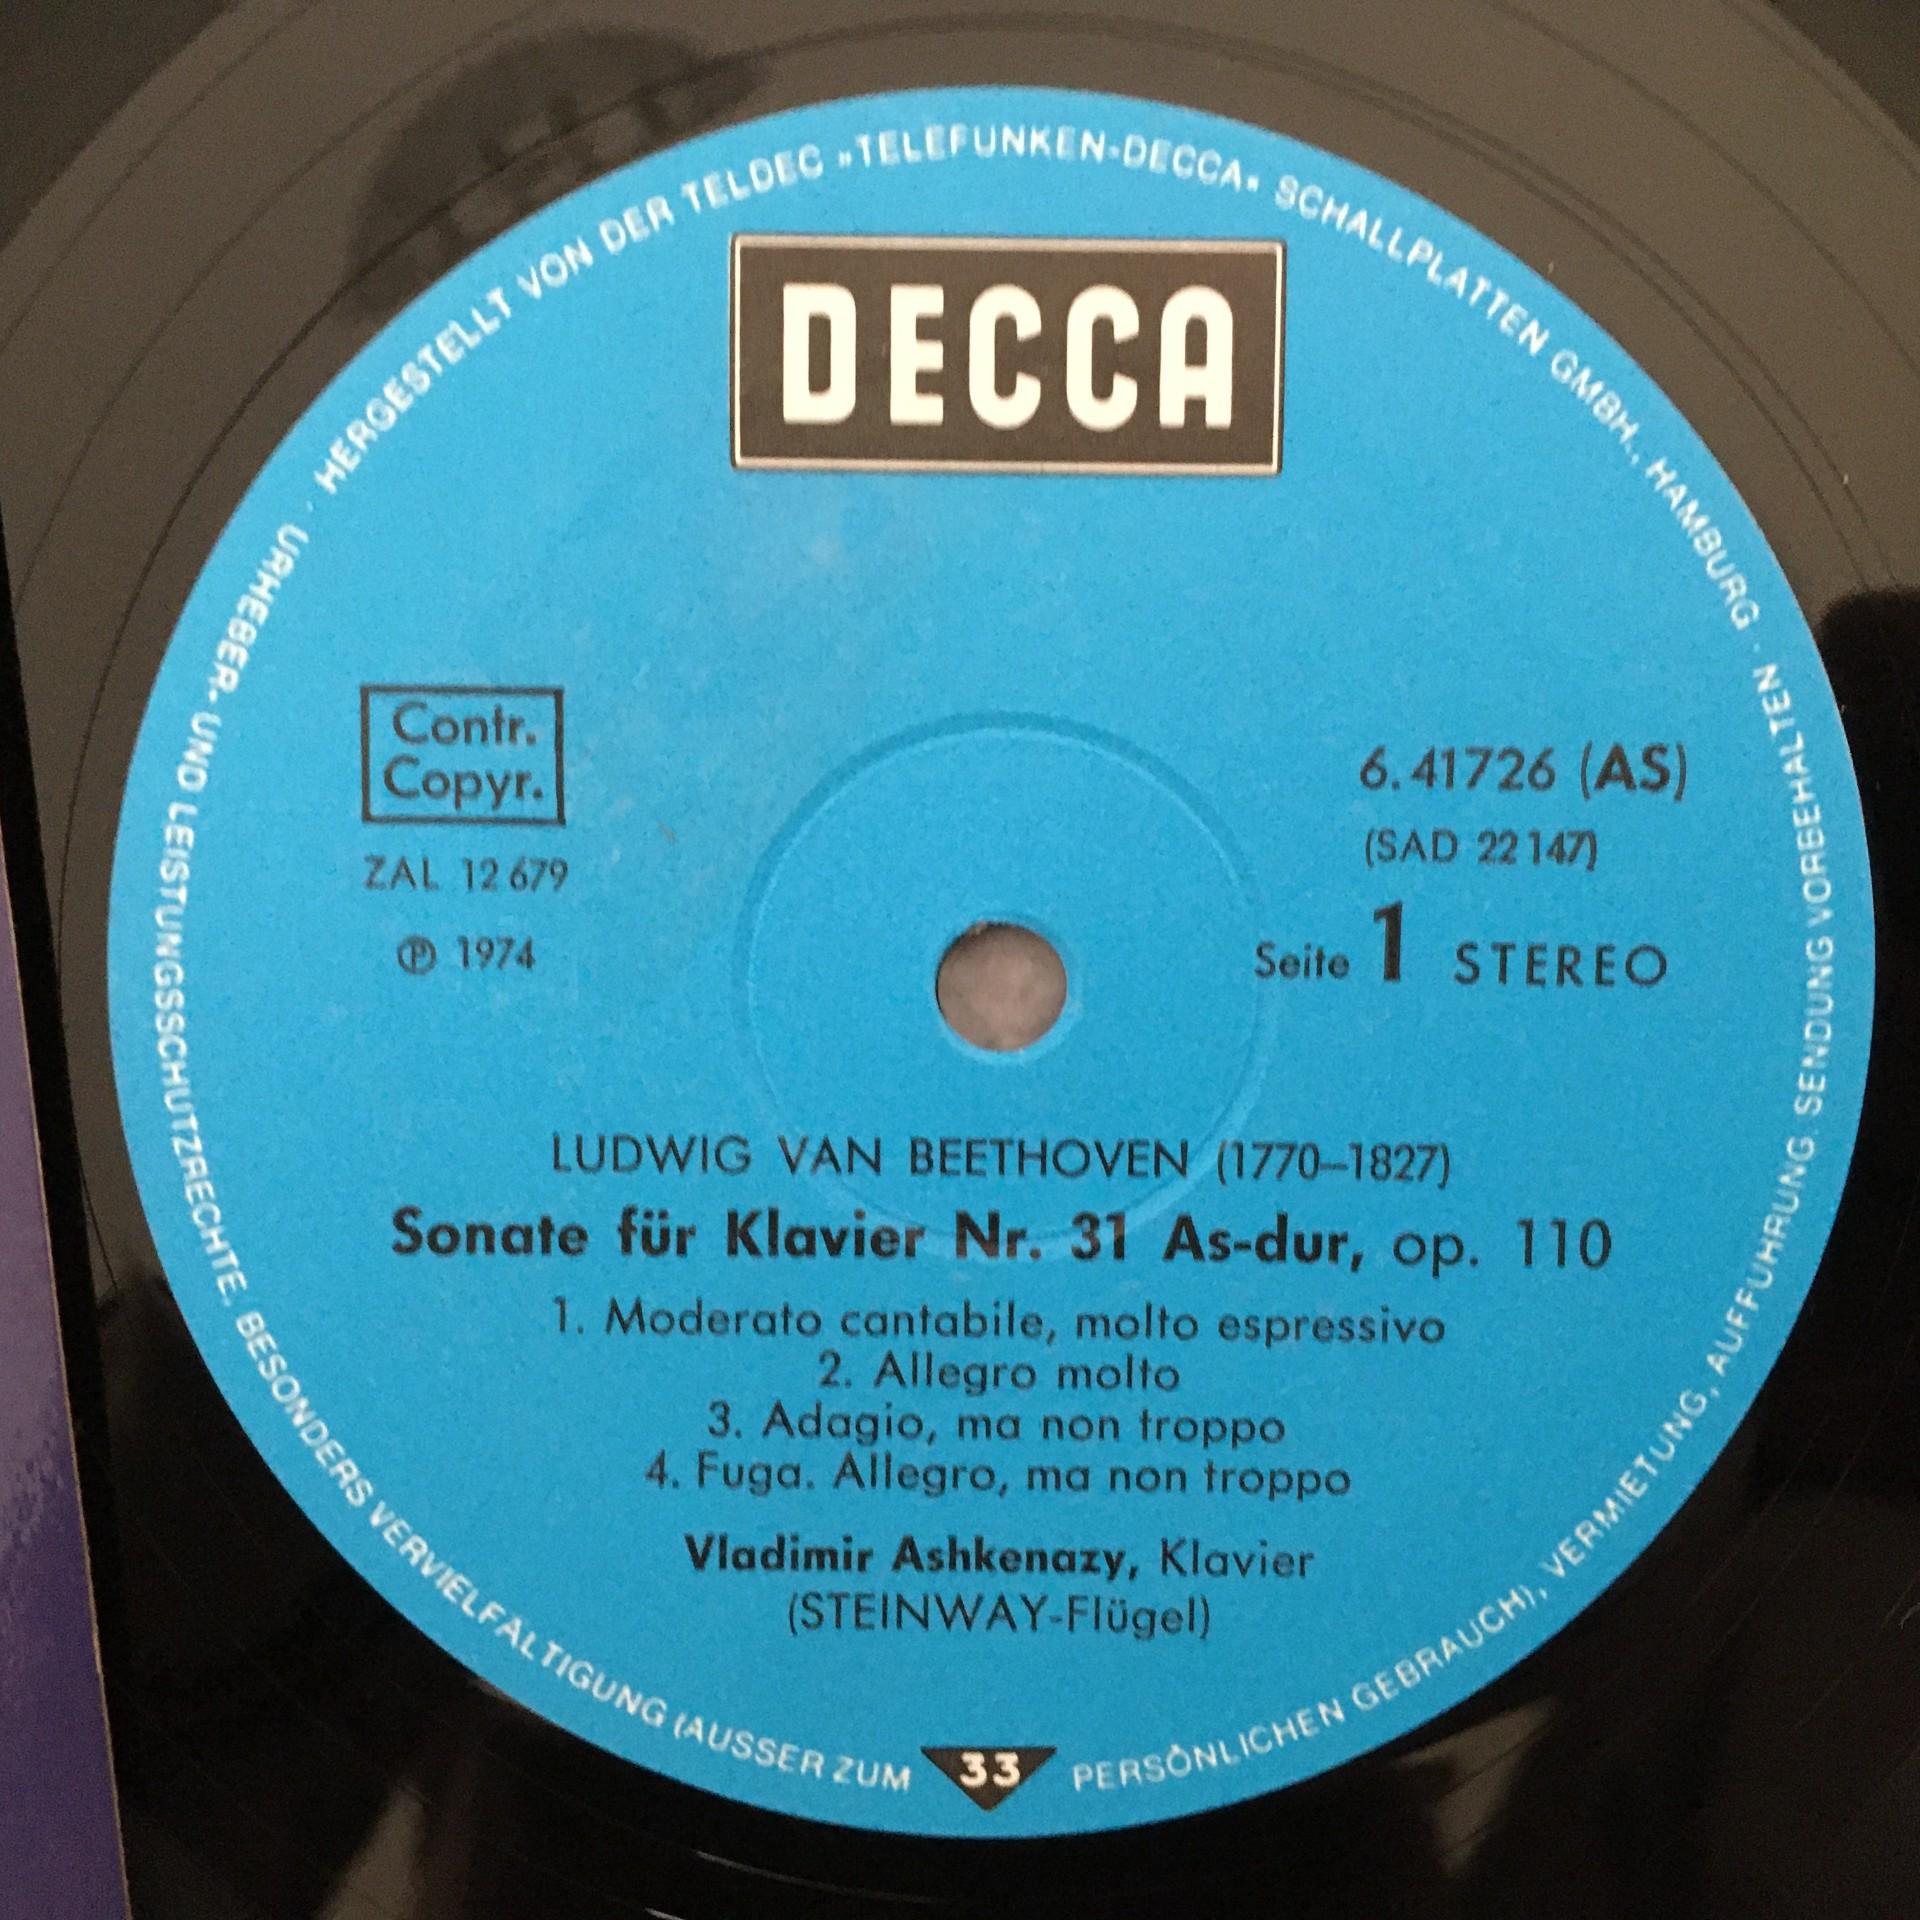 HERGESTELLT VON DER TELDEC »TELEFUNKEN-DECCA« SCHALLPLATTEN GMBH., HAMBURG ·
DECCA
Contr.
Copyr.
ZAL 12 679
℗ 1974
6.41726 (AS)
(SAD 22 147)
Seite 1 STEREO
LUDWIG VAN BEETHOVEN (1770–1827)
Sonate für Klavier Nr. 31 As-dur, op. 110
1. Moderato cantabile, molto espressivo
2. Allegro molto
3. Adagio, ma non troppo
4. Fuga. Allegro, ma non troppo
Vladimir Ashkenazy, Klavier
(STEINWAY-Flügel)
URHEBER- UND LEISTUNGSSCHUTZRECHTE, BESONDERS VERVIELFÄLTIGUNG (AUSSER ZUM
33
PERSÖNLICHEN GEBRAUCH), VERMIETUNG, AUFFÜHRUNG, SENDUNG VORBEHALTEN